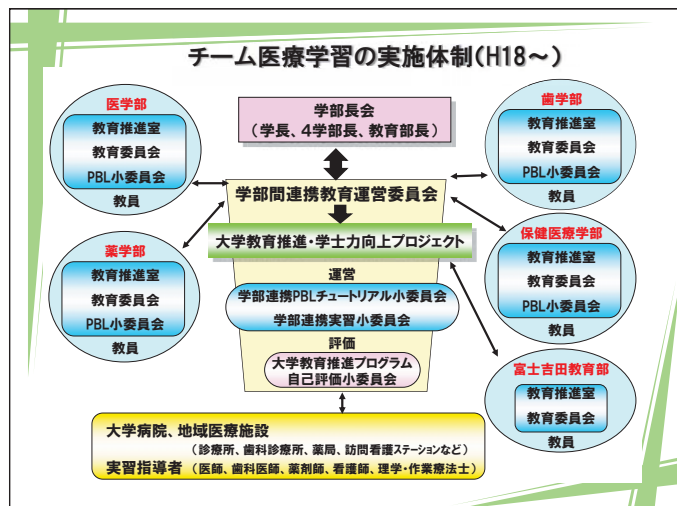 チーム医療学習の実施体制(H18～)
医学部
教育推進室
教育委員会
PBL小委員会
教員
学部長会
(学長、4学部長、教育部長)
歯学部
教育推進室
教育委員会
PBL小委員会
教員
学部間連携教育運営委員会
大学教育推進・学士力向上プロジェクト
薬学部
教育推進室
教育委員会
PBL小委員会
教員
保健医療学部
教育推進室
教育委員会
PBL小委員会
教員
運営
学部連携PBLチュートリアル小委員会
学部連携実習小委員会
評価
大学教育推進プログラム
自己評価小委員会
富士吉田教育部
教育推進室
教育委員会
教員
大学病院、地域医療施設
(診療所、歯科診療所、薬局、訪問看護ステーションなど)
実習指導者(医師、歯科医師、薬剤師、看護師、理学・作業療法士)